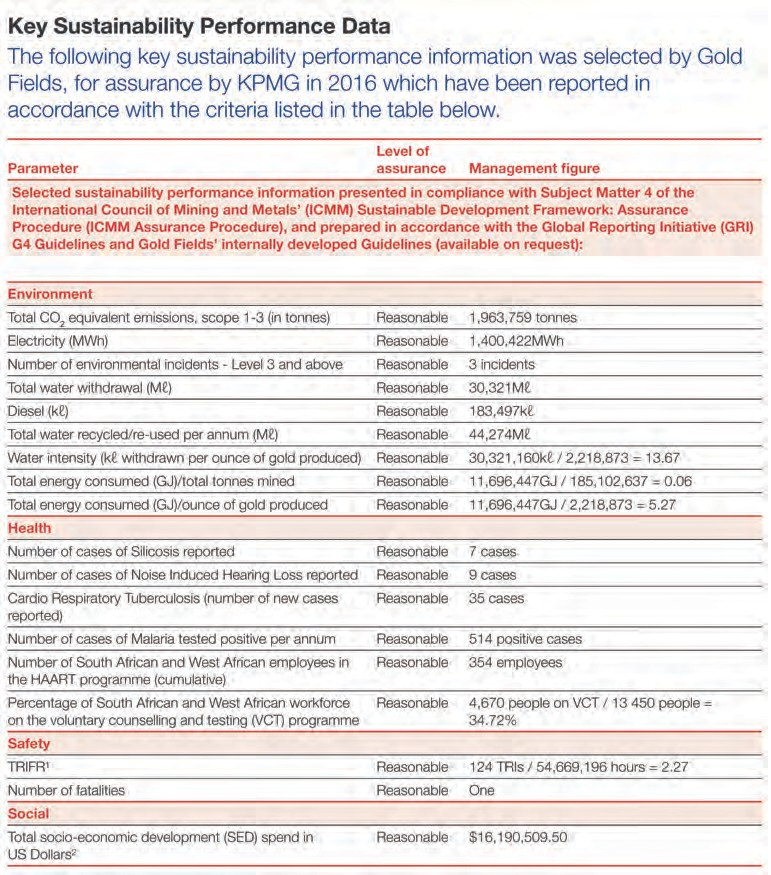 Key Sustainability Performance Data
The following key sustainability performance information was selected by Gold
Fields, for assurance by KPMG in 2016 which have been reported in
accordance with the criteria listed in the table below.
Parameter Level of assurance Management figure
Selected sustainability performance information presented in compliance with Subject Matter 4 of the
International Council of Mining and Metals' (ICMM) Sustainable Development Framework: Assurance
Procedure (ICMM Assurance Procedure), and prepared in accordance with the Global Reporting Initiative (GRI)
G4 Guidelines and Gold Fields' internally developed Guidelines (available on request):
Environment
Total CO₂ equivalent emissions, scope 1-3 (in tonnes) Reasonable 1,963,759 tonnes
Electricity (MWh) Reasonable 1,400,422MWh
Number of environmental incidents - Level 3 and above Reasonable 3 incidents
Total water withdrawal (Mℓ) Reasonable 30,321Mℓ
Diesel (kℓ) Reasonable 183,497kℓ
Total water recycled/re-used per annum (Mℓ) Reasonable 44,274Mℓ
Water intensity (kℓ withdrawn per ounce of gold produced) Reasonable 30,321,160kℓ / 2,218,873 = 13.67
Total energy consumed (GJ)/total tonnes mined Reasonable 11,696,447GJ / 185,102,637 = 0.06
Total energy consumed (GJ)/ounce of gold produced Reasonable 11,696,447GJ / 2,218,873 = 5.27
Health
Number of cases of Silicosis reported Reasonable 7 cases
Number of cases of Noise Induced Hearing Loss reported Reasonable 9 cases
Cardio Respiratory Tuberculosis (number of new cases Reasonable 35 cases
reported)
Number of cases of Malaria tested positive per annum Reasonable 514 positive cases
Number of South African and West African employees in Reasonable 354 employees
the HAART programme (cumulative)
Percentage of South African and West African workforce Reasonable 4,670 people on VCT / 13 450 people =
on the voluntary counselling and testing (VCT) programme 34.72%
Safety
TRIFR¹ Reasonable 124 TRIs / 54,669,196 hours = 2.27
Number of fatalities Reasonable One
Social
Total socio-economic development (SED) spend in Reasonable $16,190,509.50
US Dollars²